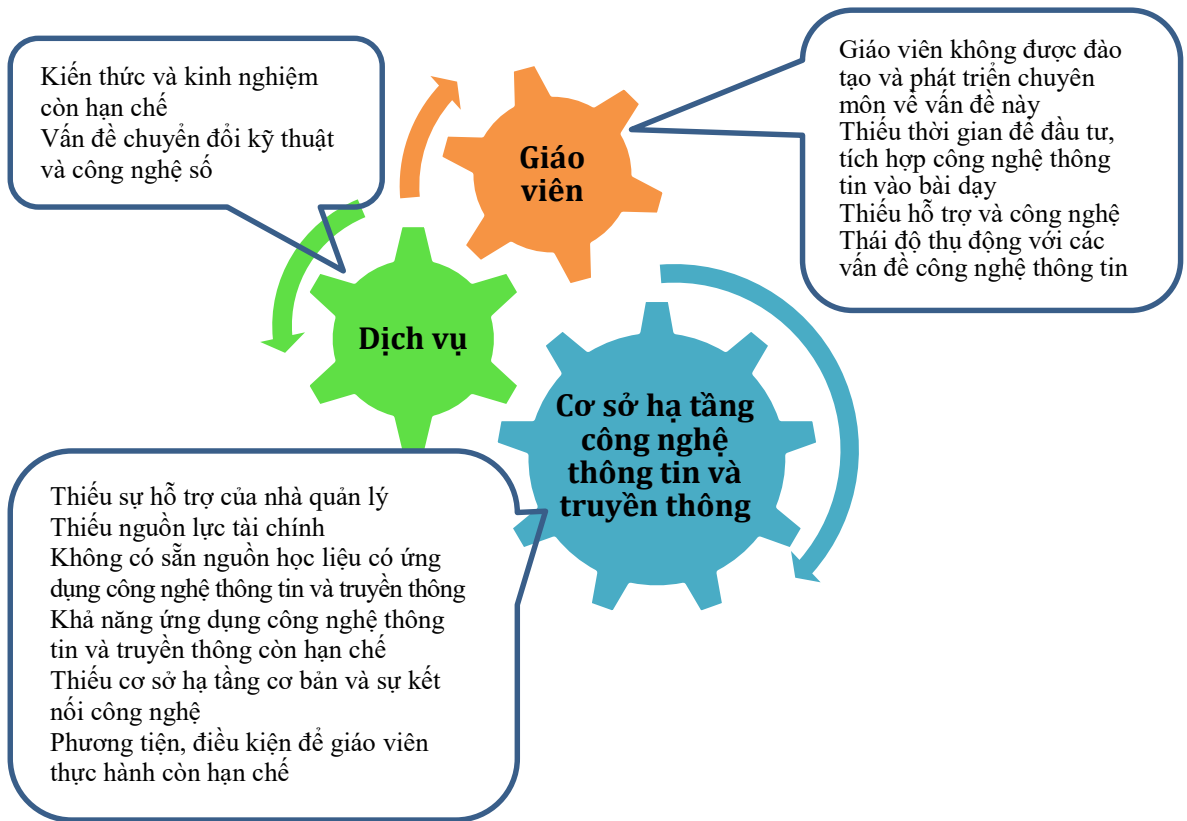 Kiến thức và kinh nghiệm
còn hạn chế
Vấn đề chuyển đổi kỹ thuật
và công nghệ số
Giáo viên không được đào
tạo và phát triển chuyên
môn về vấn đề này
Thiếu thời gian để đầu tư,
tích hợp công nghệ thông
tin vào bài dạy
Thiếu hỗ trợ và công nghệ
Thái độ thụ động với các
vấn đề công nghệ thông tin
Giáo
viên
Dịch vụ
Cơ sở hạ tầng
công nghệ
thông tin và
truyền thông
Thiếu sự hỗ trợ của nhà quản lý
Thiếu nguồn lực tài chính
Không có sẵn nguồn học liệu có ứng
dụng công nghệ thông tin và truyền thông
Khả năng ứng dụng công nghệ thông
tin và truyền thông còn hạn chế
Thiếu cơ sở hạ tầng cơ bản và sự kết
nối công nghệ
Phương tiện, điều kiện để giáo viên
thực hành còn hạn chế